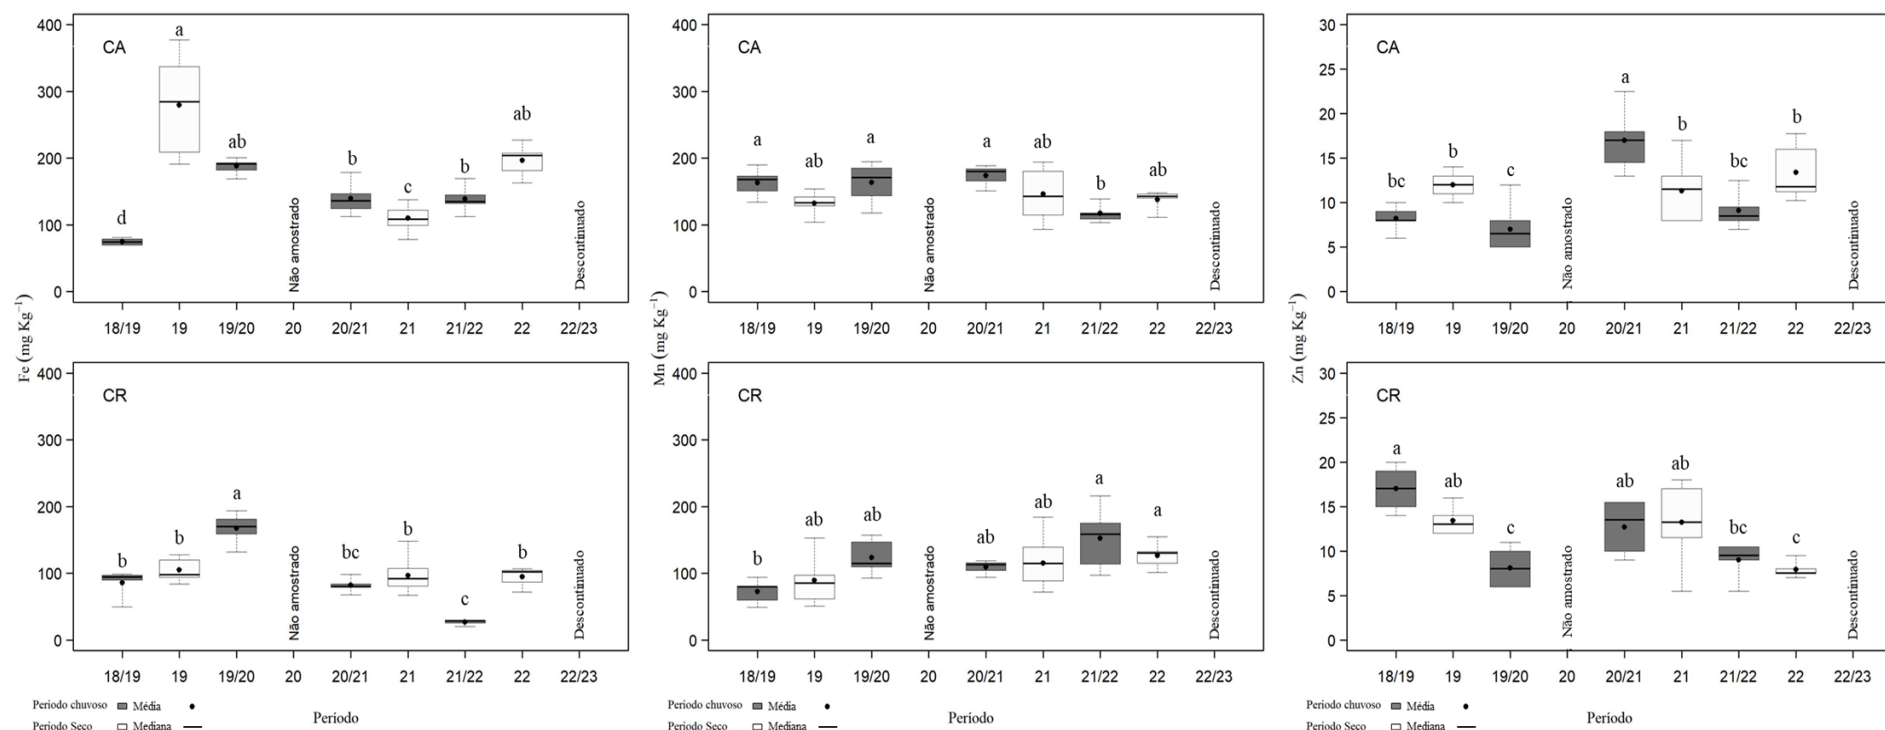 400
300
200
100
0
CA
d
a
ab
Não amostrado
b
c
b
ab
Descontinuado
18/19 19 19/20 20 20/21 21 21/22 22 22/23
Fe (mg Kg⁻¹)
400
300
200
100
0
CR
b
b
a
Não amostrado
bc
b
c
b
Descontinuado
18/19 19 19/20 20 20/21 21 21/22 22 22/23
Período chuvoso Média
Período Seco Mediana
Período
400
300
200
100
0
CA
a
ab
a
Não amostrado
a
ab
b
ab
Descontinuado
18/19 19 19/20 20 20/21 21 21/22 22 22/23
Mn (mg Kg⁻¹)
400
300
200
100
0
CR
b
ab
ab
Não amostrado
ab
ab
a
a
Descontinuado
18/19 19 19/20 20 20/21 21 21/22 22 22/23
Período chuvoso Média
Período Seco Mediana
Período
30
25
20
15
10
5
0
CA
bc
b
c
Não amostrado
a
b
bc
b
Descontinuado
18/19 19 19/20 20 20/21 21 21/22 22 22/23
Zn (mg Kg⁻¹)
30
25
20
15
10
5
0
CR
a
ab
c
Não amostrado
ab
ab
bc
c
Descontinuado
18/19 19 19/20 20 20/21 21 21/22 22 22/23
Período chuvoso Média
Período Seco Mediana
Período